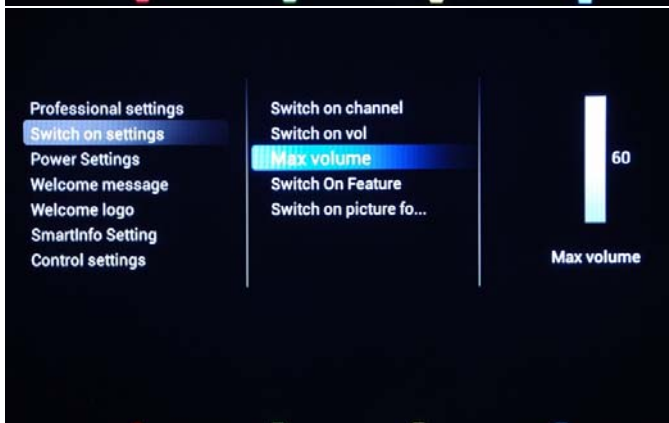 Professional settings
Switch on settings
Power Settings
Welcome message
Welcome logo
SmartInfo Setting
Control settings
Switch on channel
Switch on vol
Max volume
Switch On Feature
Switch on picture fo...
60
Max volume